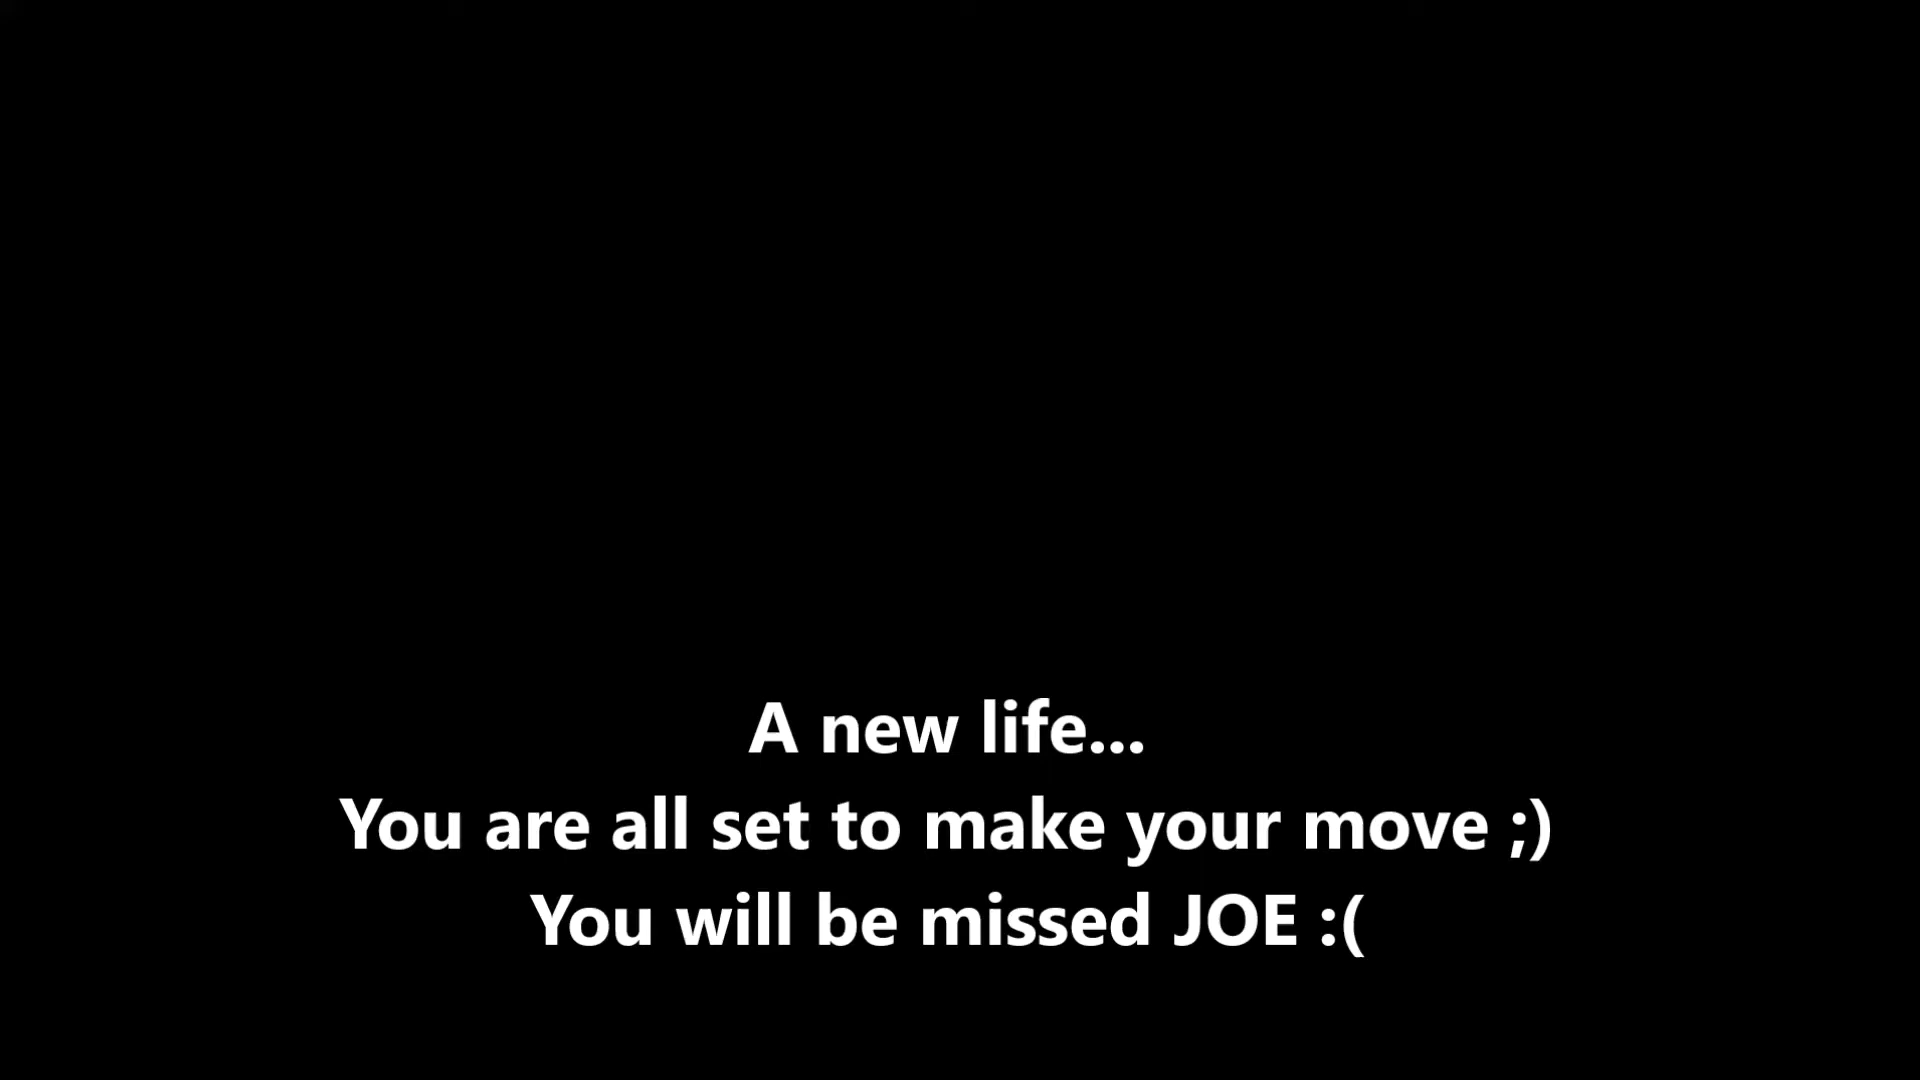 A new life...
You are all set to make your move ;)
You will be missed JOE :(